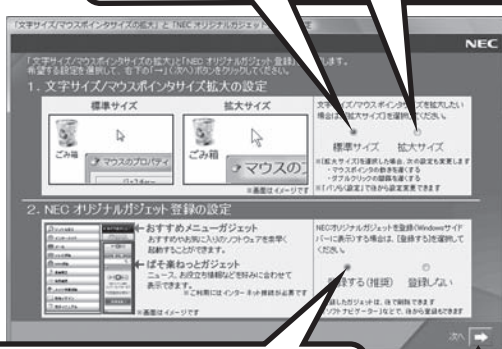 「文字サイズ/マウスポインタサイズの拡大」と「NEC オリジナルガジェット
定
NEC
「文字サイズ/マウスポインタサイズの拡大」と「NEC オリジナルガジェット登録
します。
希望する設定を選択して、右下の「→」(次へ)ボタンをクリックしてください。
1. 文字サイズ/マウスポインタサイズ拡大の設定
標準サイズ
拡大サイズ
ごみ箱
マウスのプロパティ
ごみ箱
マウスのプ
※画面はイメージです
文字サイズ/マウスポインタサイズを拡大したい
場合は[拡大サイズ]を選択してください。
標準サイズ 拡大サイズ
※[拡大サイズ]を選択した場合、次の設定も変更します
・マウスポインタの動きを速くする
・ダブルクリックの間隔を遅くする
※「パソらく設定」で後から設定変更できます
2. NEC オリジナルガジェット登録の設定
おすすめメニューガジェット
おすすめやお気に入りのソフトウェアを素早く
起動することができます。
ぱそ楽ねっとガジェット
ニュース、お役立ち情報などを好みに合わせて
表示できます。
※ご利用にはインターネット接続が必要です
※画面はイメージです
NECオリジナルガジェットを登録(Windowsサイド
バーに表示)する場合は、[登録する]を選択して
ください。
登録する(推奨) 登録しない
登録したガジェットは、後で削除できます
ソフトナビゲーター」などで、後から登録もできます
次へ